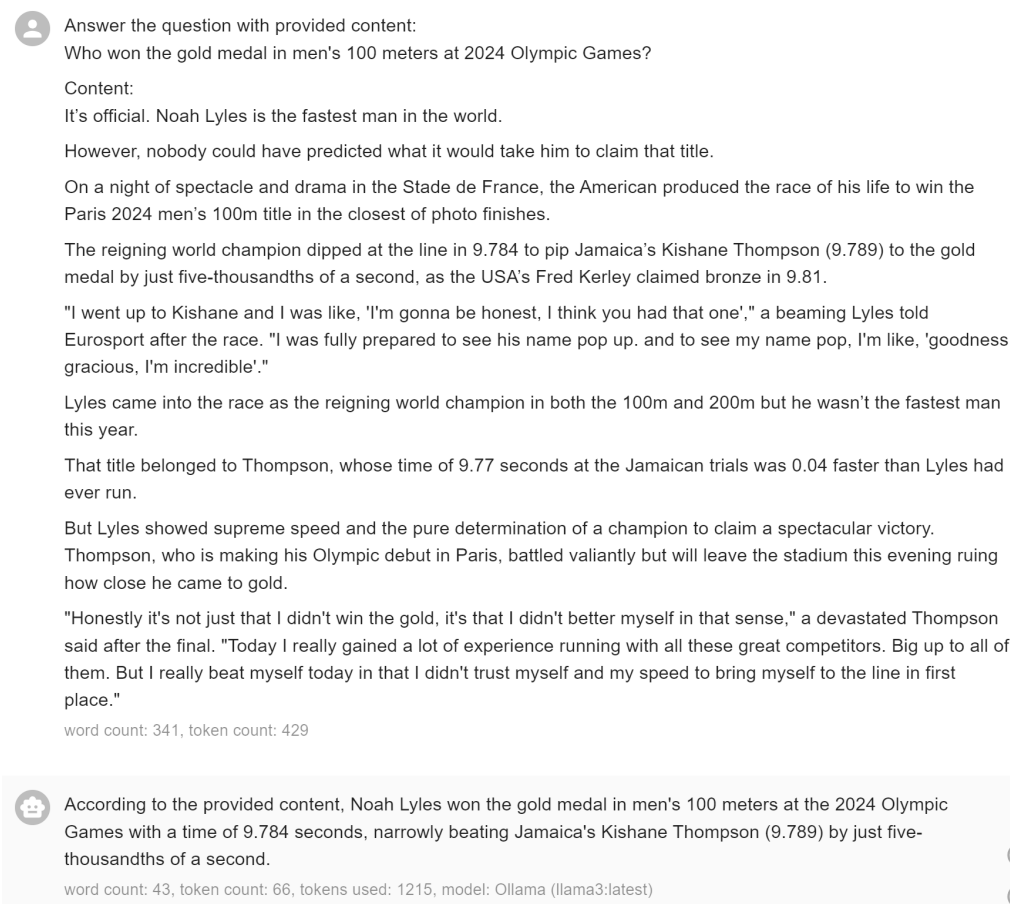 Answer the question with provided content:
Who won the gold medal in men's 100 meters at 2024 Olympic Games?
Content:
It’s official. Noah Lyles is the fastest man in the world.
However, nobody could have predicted what it would take him to claim that title.
On a night of spectacle and drama in the Stade de France, the American produced the race of his life to win the
Paris 2024 men’s 100m title in the closest of photo finishes.
The reigning world champion dipped at the line in 9.784 to pip Jamaica’s Kishane Thompson (9.789) to the gold
medal by just five-thousandths of a second, as the USA’s Fred Kerley claimed bronze in 9.81.
"I went up to Kishane and I was like, 'I'm gonna be honest, I think you had that one'," a beaming Lyles told
Eurosport after the race. "I was fully prepared to see his name pop up. and to see my name pop, I'm like, 'goodness
gracious, I'm incredible'."
Lyles came into the race as the reigning world champion in both the 100m and 200m but he wasn’t the fastest man
this year.
That title belonged to Thompson, whose time of 9.77 seconds at the Jamaican trials was 0.04 faster than Lyles had
ever run.
But Lyles showed supreme speed and the pure determination of a champion to claim a spectacular victory.
Thompson, who is making his Olympic debut in Paris, battled valiantly but will leave the stadium this evening ruing
how close he came to gold.
"Honestly it's not just that I didn't win the gold, it's that I didn't better myself in that sense," a devastated Thompson
said after the final. "Today I really gained a lot of experience running with all these great competitors. Big up to all of
them. But I really beat myself today in that I didn't trust myself and my speed to bring myself to the line in first
place."
word count: 341, token count: 429
According to the provided content, Noah Lyles won the gold medal in men's 100 meters at the 2024 Olympic
Games with a time of 9.784 seconds, narrowly beating Jamaica's Kishane Thompson (9.789) by just five-
thousandths of a second.
word count: 43, token count: 66, tokens used: 1215, model: Ollama (llama3:latest)